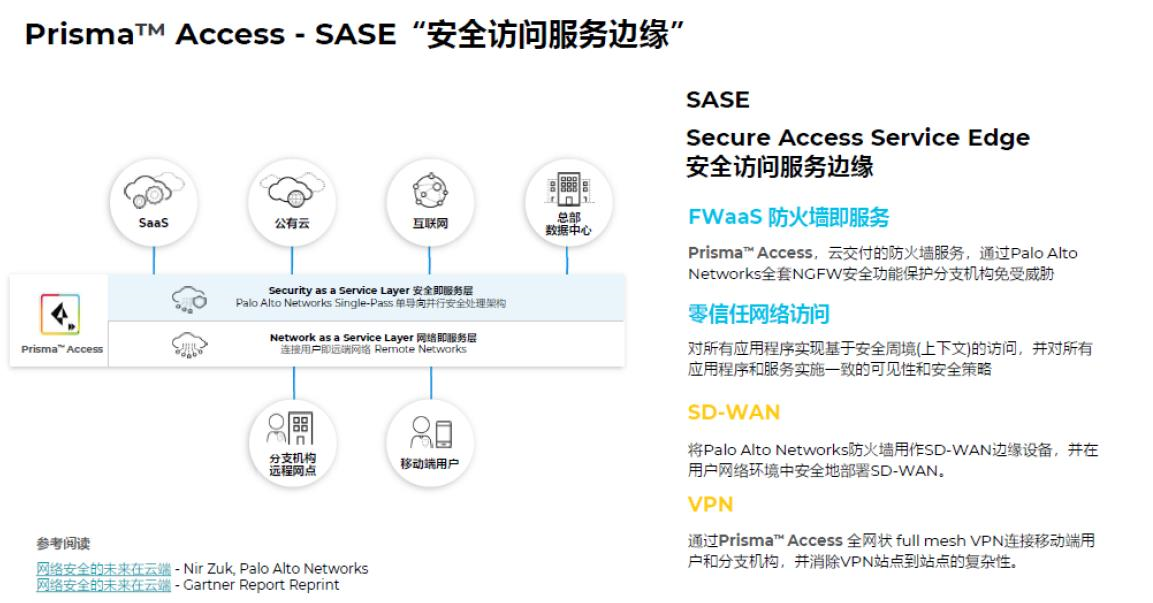 Prisma™ Access - SASE“安全访问服务边缘”
SaaS
公有云
互联网
总部
数据中心
Prisma™ Access
Security as a Service Layer 安全即服务层
Palo Alto Networks Single-Pass 单导向并行安全处理架构
Network as a Service Layer 网络即服务层
连接用户即远端网络 Remote Networks
分支机构
远程网点
移动端用户
参考阅读
网络安全的未来在云端 - Nir Zuk, Palo Alto Networks
网络安全的未来在云端 - Gartner Report Reprint
SASE
Secure Access Service Edge
安全访问服务边缘
FWaaS 防火墙即服务
Prisma™ Access，云交付的防火墙服务，通过Palo Alto
Networks全套NGFW安全功能保护分支机构免受威胁
零信任网络访问
对所有应用程序实现基于安全周境(上下文)的访问，并对所有
应用程序和服务实施一致的可见性和安全策略
SD-WAN
将Palo Alto Networks防火墙用作SD-WAN边缘设备，并在
用户网络环境中安全地部署SD-WAN。
VPN
通过Prisma™ Access 全网状 full mesh VPN连接移动端用
户和分支机构，并消除VPN站点到站点的复杂性。